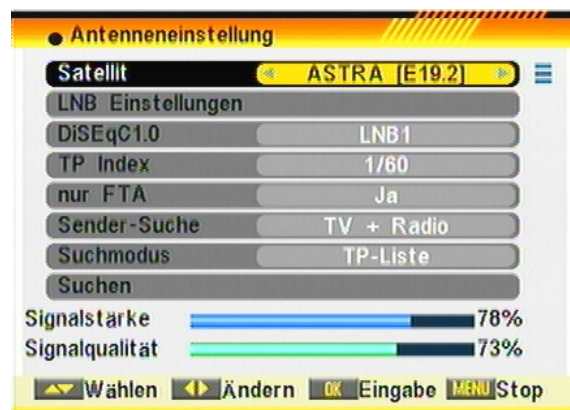 Antenneneinstellung
Satellit ASTRA [E19.2]
LNB Einstellungen
DiSEqC1.0 LNB1
TP Index 1/60
nur FTA Ja
Sender-Suche TV + Radio
Suchmodus TP-Liste
Suchen
Signalstärke 78%
Signalqualität 73%
Wählen Ändern OK Eingabe MENU Stop